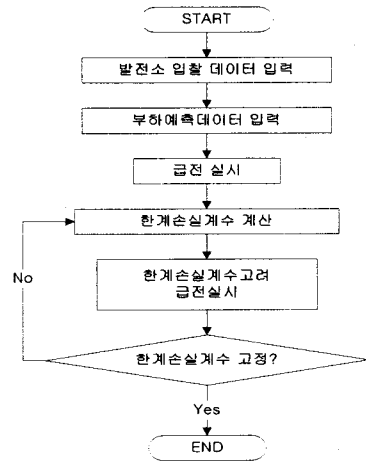 START
발전소 입찰 데이터 입력
부하예측데이터 입력
급전 실시
한계손실계수 계산
한계손실계수고려
급전실시
No
한계손실계수 고정?
Yes
END